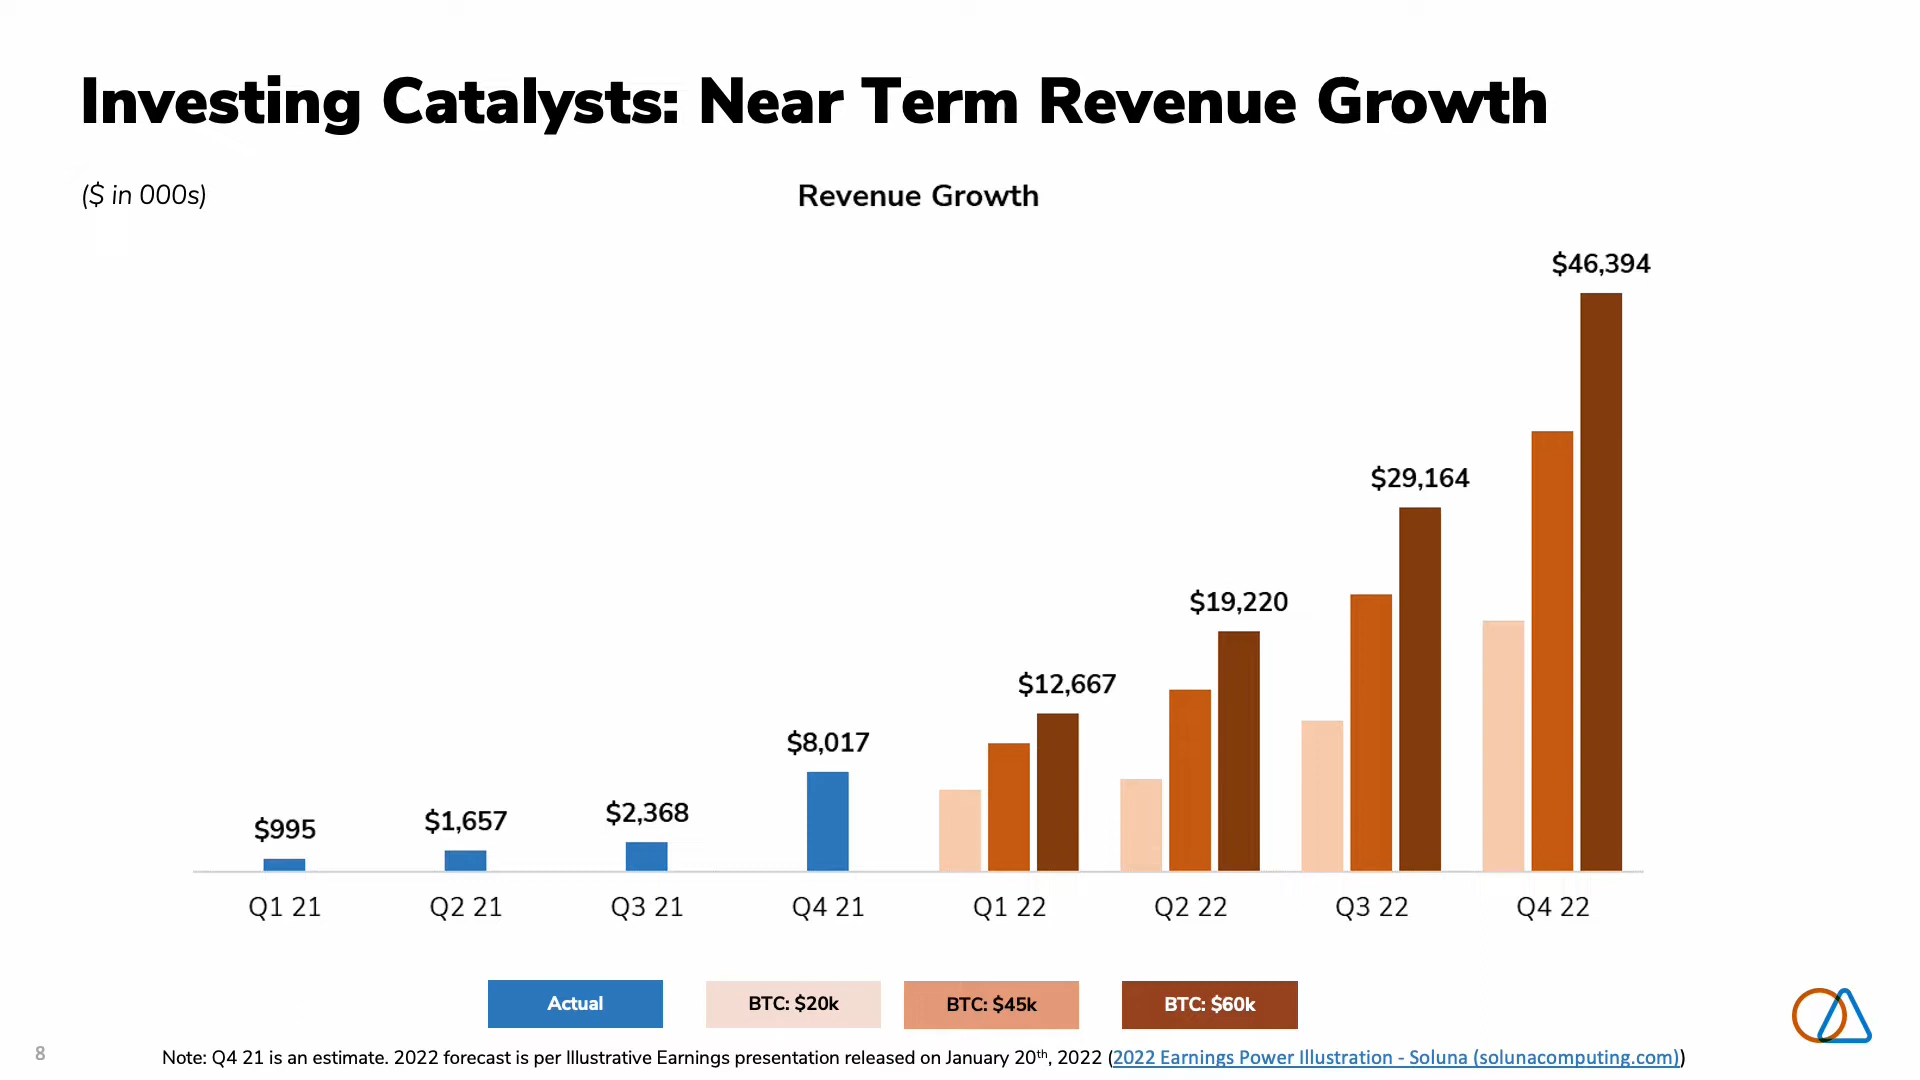 Investing Catalysts: Near Term Revenue Growth
($ in 000s)
Revenue Growth
$46,394
$29,164
$19,220
$12,667
$8,017
$2,368
$1,657
$995
Q1 21
Q2 21
Q3 21
Q4 21
Q1 22
Q2 22
Q3 22
Q4 22
Actual
BTC: $20k
BTC: $45k
BTC: $60k
8
Note: Q4 21 is an estimate. 2022 forecast is per Illustrative Earnings presentation released on January 20th, 2022 (2022 Earnings Power Illustration - Soluna (solunacomputing.com))